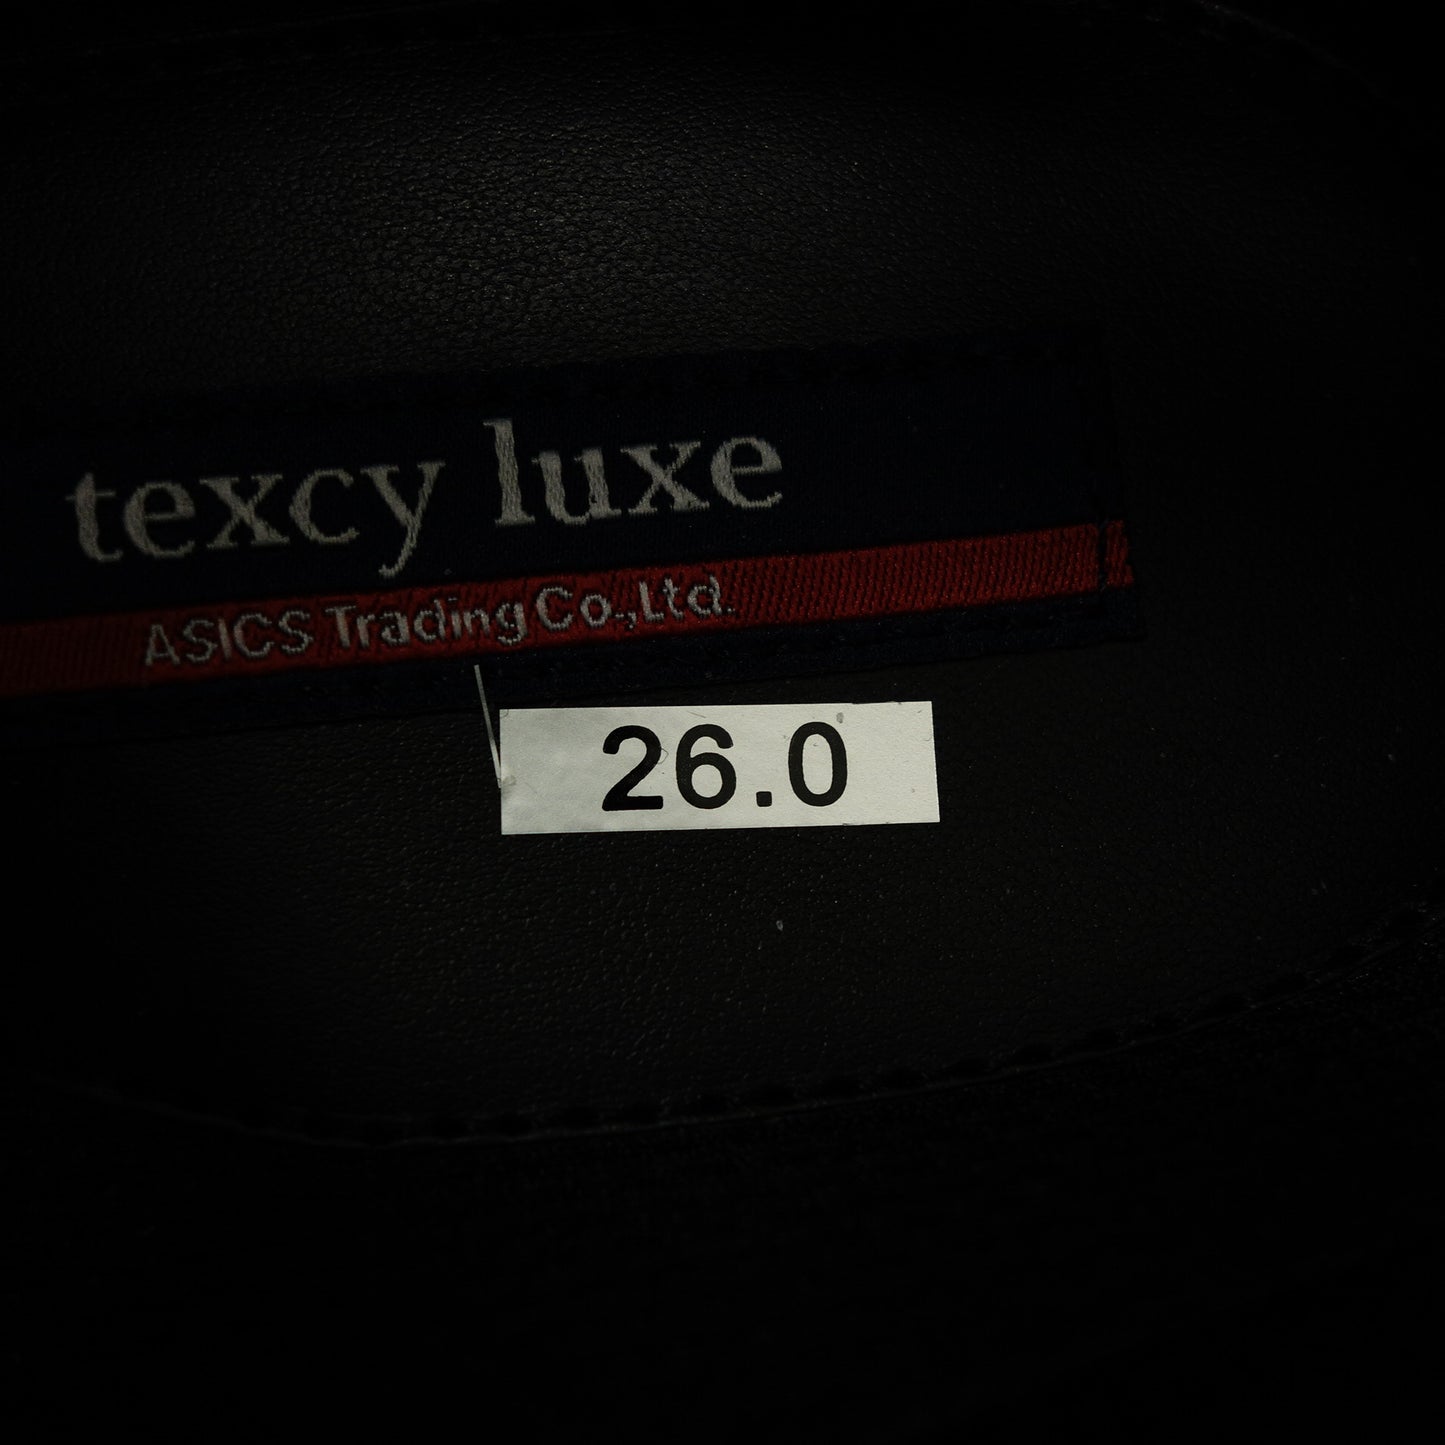 texcy luxe
ASICS Trading Co.,Ltd.
26.0